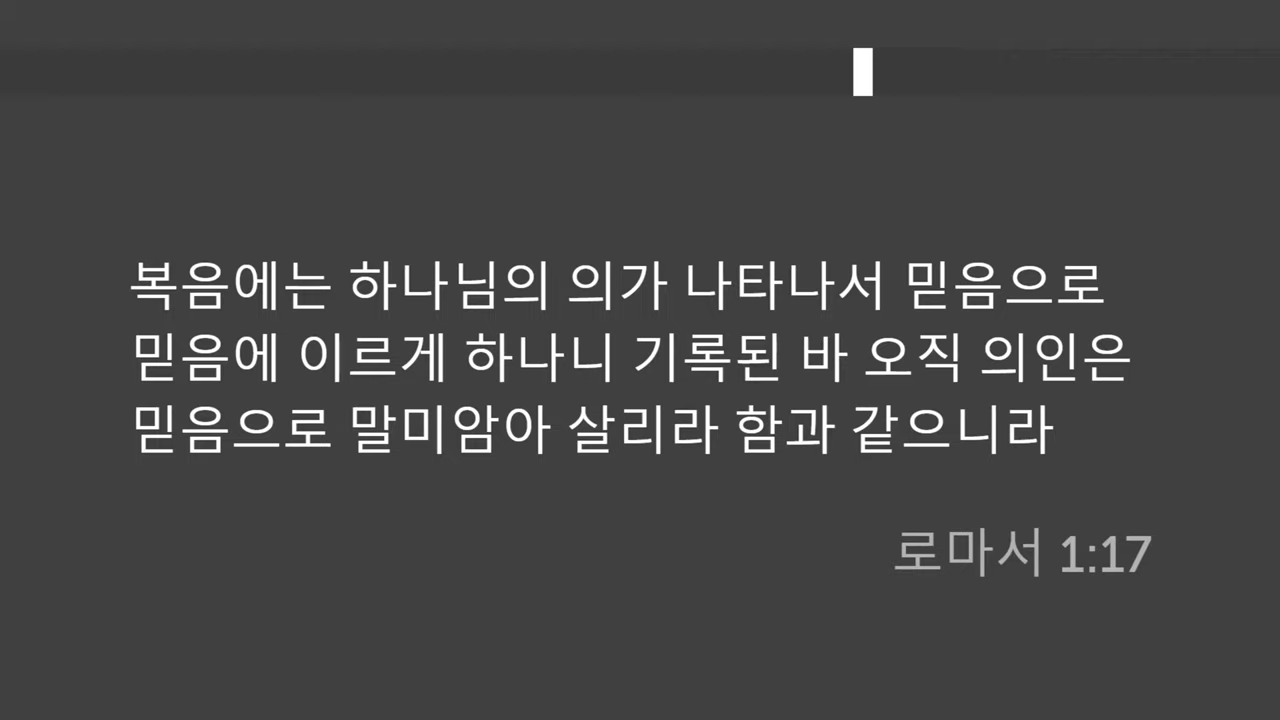 복음에는 하나님의 의가 나타나서 믿음으로
믿음에 이르게 하나니 기록된 바 오직 의인은
믿음으로 말미암아 살리라 함과 같으니라
로마서 1:17